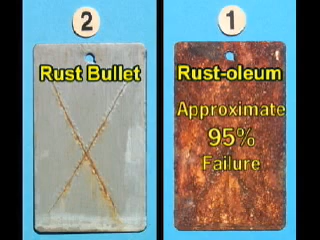 2
Rust Bullet
1
Rust-oleum
Approximate
95%
Failure